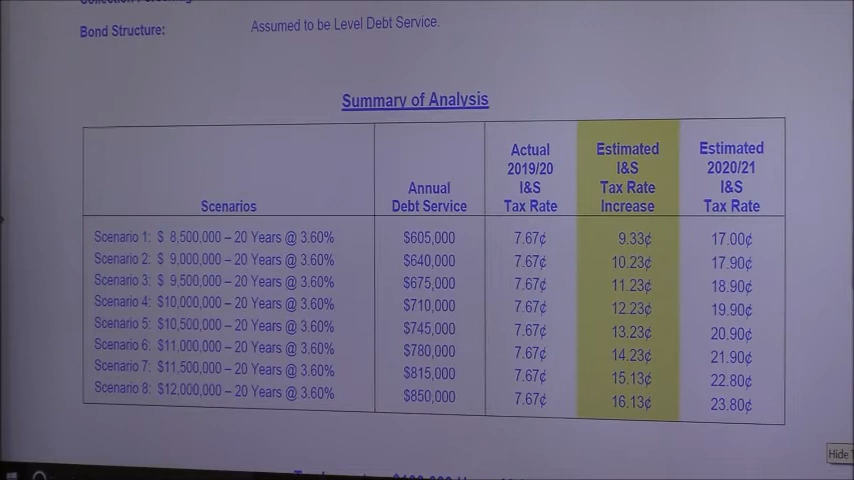 Bond Structure: Assumed to be Level Debt Service.
Summary of Analysis
Scenarios Annual Debt Service Actual 2019/20 I&S Tax Rate Estimated I&S Tax Rate Increase Estimated 2020/21 I&S Tax Rate
Scenario 1: $ 8,500,000 – 20 Years @ 3.60% $605,000 7.67¢ 9.33¢ 17.00¢
Scenario 2: $ 9,000,000 – 20 Years @ 3.60% $640,000 7.67¢ 10.23¢ 17.90¢
Scenario 3: $ 9,500,000 – 20 Years @ 3.60% $675,000 7.67¢ 11.23¢ 18.90¢
Scenario 4: $10,000,000 – 20 Years @ 3.60% $710,000 7.67¢ 12.23¢ 19.90¢
Scenario 5: $10,500,000 – 20 Years @ 3.60% $745,000 7.67¢ 13.23¢ 20.90¢
Scenario 6: $11,000,000 – 20 Years @ 3.60% $780,000 7.67¢ 14.23¢ 21.90¢
Scenario 7: $11,500,000 – 20 Years @ 3.60% $815,000 7.67¢ 15.13¢ 22.80¢
Scenario 8: $12,000,000 – 20 Years @ 3.60% $850,000 7.67¢ 16.13¢ 23.80¢
Hide